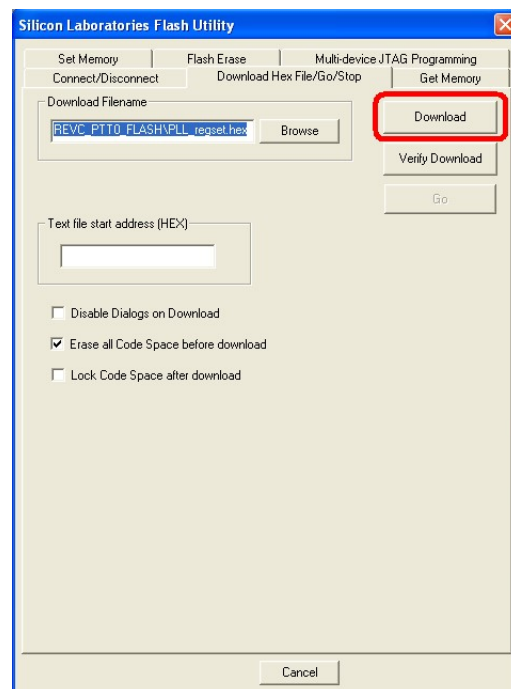 Silicon Laboratories Flash Utility
Set Memory Flash Erase Multi-device JTAG Programming
Connect/Disconnect Download Hex File/Go/Stop Get Memory
Download Filename
REVC_PTT0_FLASH\PLL_regset.hex Browse
Download
Verify Download
Go
Text file start address (HEX)
Disable Dialogs on Download
Erase all Code Space before download
Lock Code Space after download
Cancel